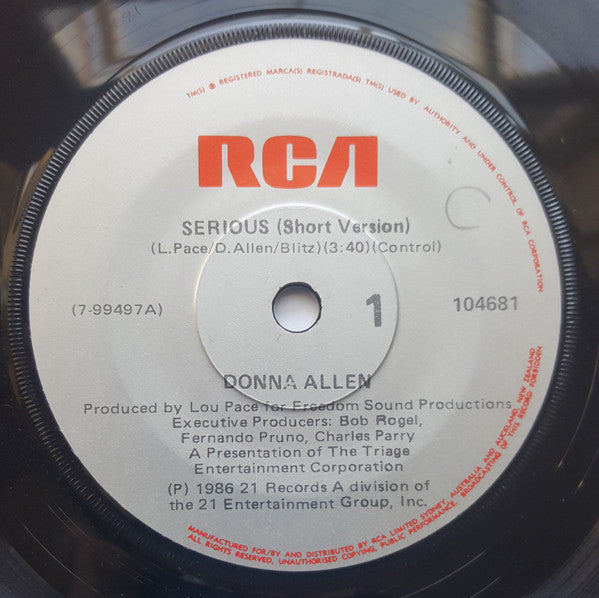 TM(S) ® REGISTERED MARCA(S) REGISTRADA(S) TM(S) USED BY AUTHORITY AND UNDER CONTROL OF RCA CORPORATION
RCA
SERIOUS (Short Version)
(L.Pace/D.Allen/Blitz)(3:40)(Control)
(7-99497A)
1
104681
DONNA ALLEN
Produced by Lou Pace for Freedom Sound Productions
Executive Producers: Bob Rogel,
Fernando Pruno, Charles Parry
A Presentation of The Triage
Entertainment Corporation
(P) 1986 21 Records A division of
the 21 Entertainment Group, Inc.
MANUFACTURED FOR/BY AND DISTRIBUTED BY RCA LIMITED SYDNEY, AUSTRALIA AND AUCKLAND, NEW ZEALAND
ALL RIGHTS RESERVED, UNAUTHORISED COPYING, PUBLIC PERFORMANCE, BROADCASTING OF THIS RECORD FORBIDDEN